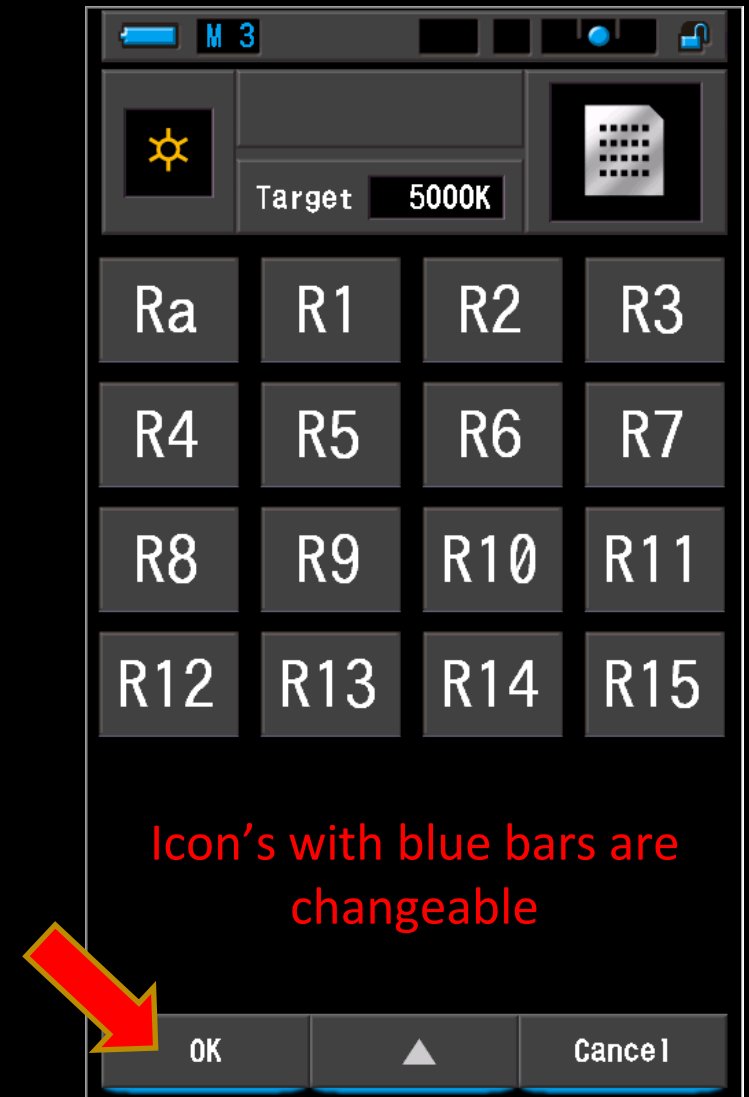 M 3
Target 5000K
Ra R1 R2 R3
R4 R5 R6 R7
R8 R9 R10 R11
R12 R13 R14 R15
Icon’s with blue bars are
changeable
OK ▲ Cancel